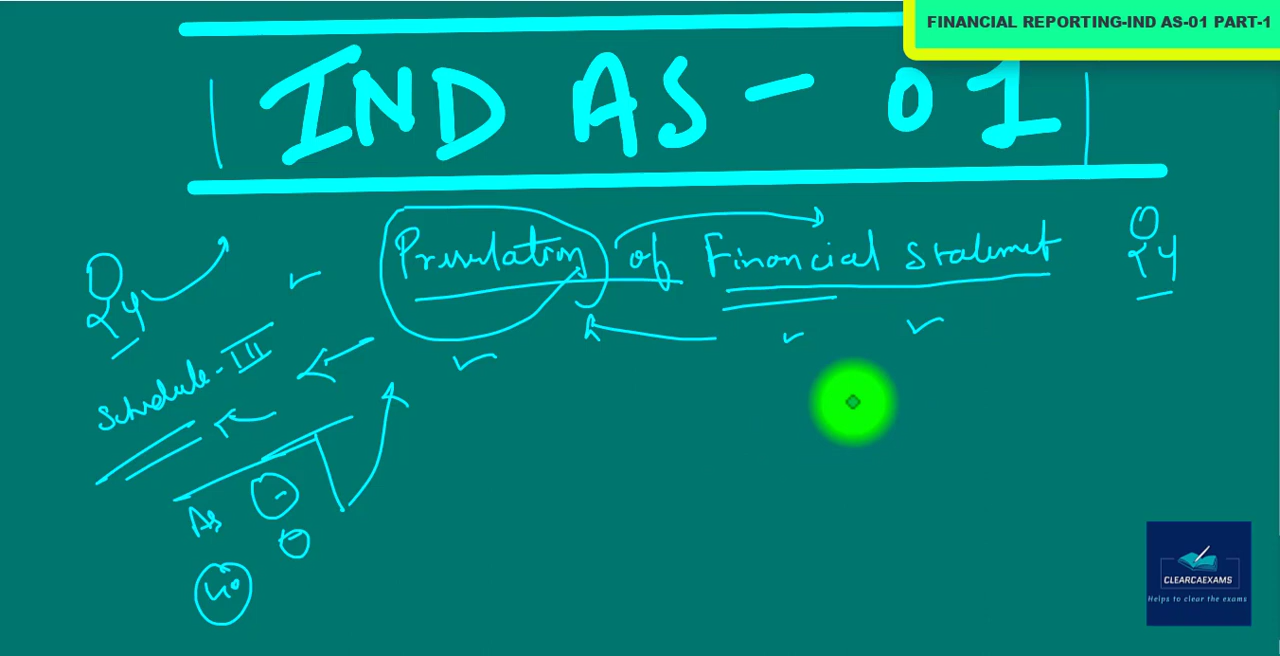 FINANCIAL REPORTING-IND AS-01 PART-1
IND AS - 01
Presentation of Financial Statement
Schedule-III
As
CLEARCAEXAMS
Helps to clear the exams